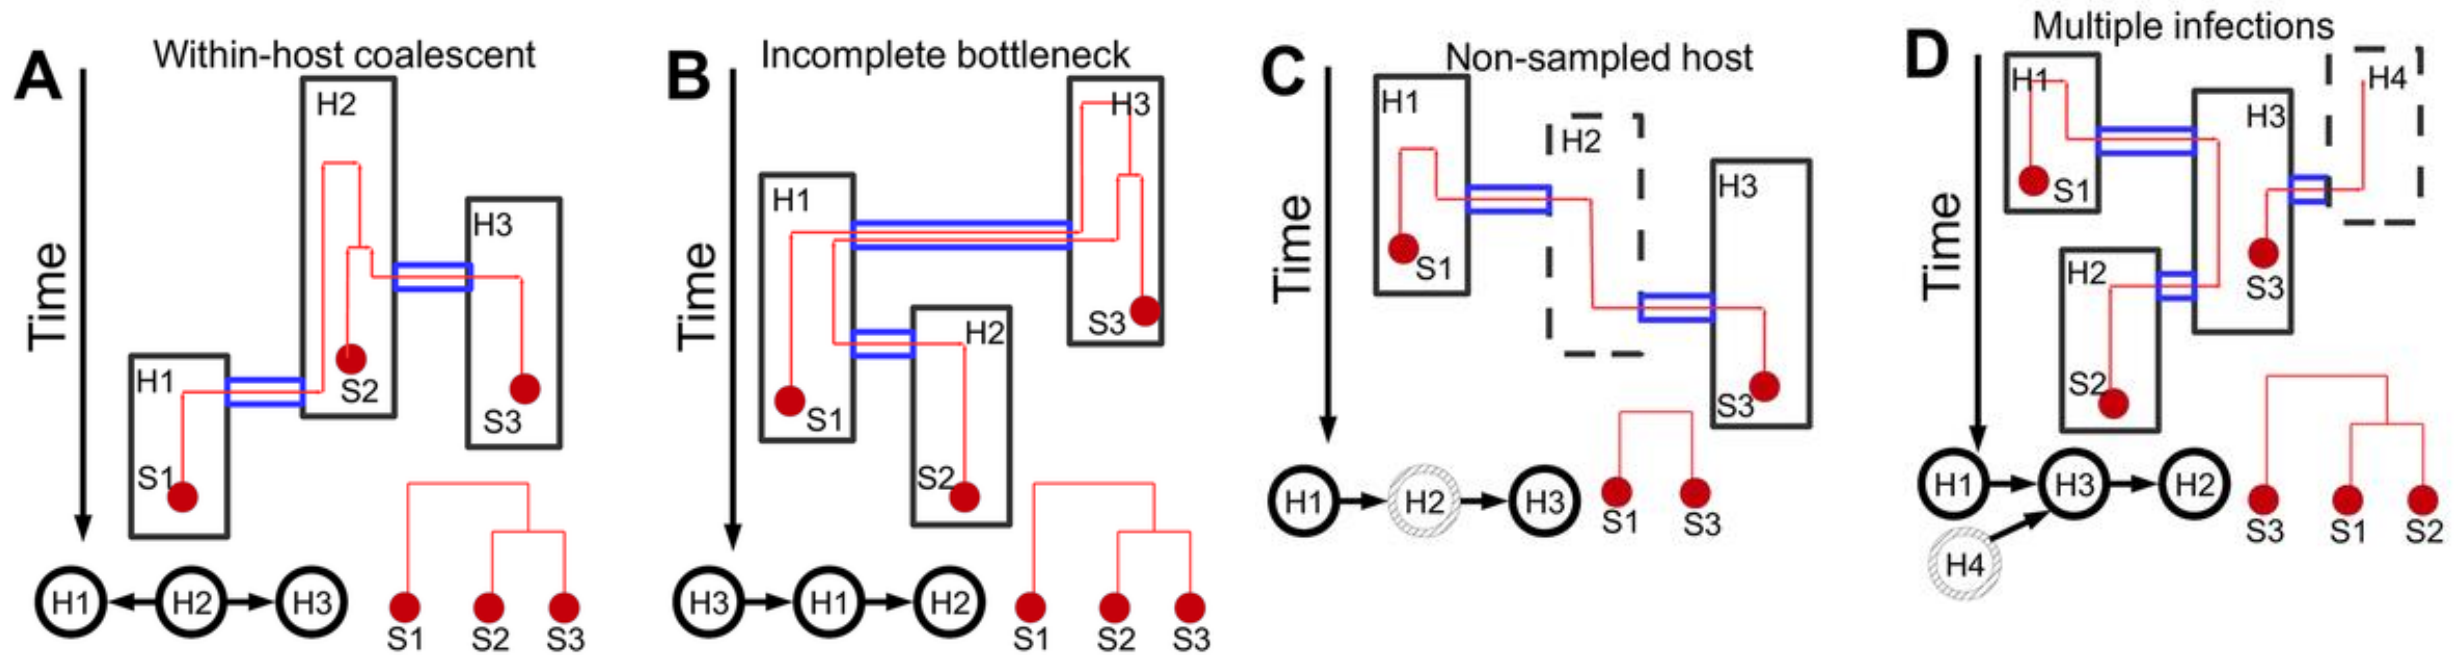 A
Within-host coalescent
Time
H2
H3
H1
S2
S3
S1
H1
H2
H3
S1
S2
S3
B
Incomplete bottleneck
Time
H3
H1
S3
H2
S1
S2
H3
H1
H2
S1
S2
S3
C
Non-sampled host
Time
H1
H2
H3
S1
S3
H1
H2
H3
S1
S3
D
Multiple infections
Time
H1
H4
H3
S1
H2
S3
S2
H1
H3
H2
H4
S3
S1
S2